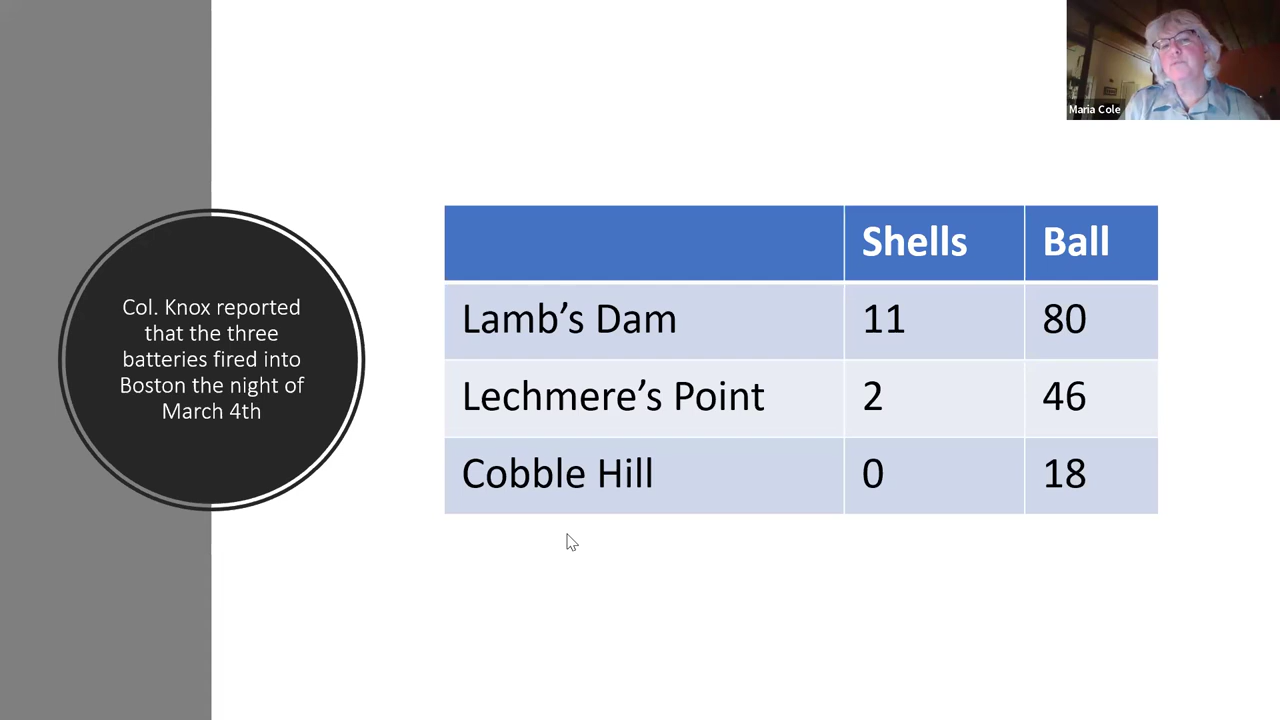 Maria Cole
Col. Knox reported
that the three
batteries fired into
Boston the night of
March 4th
Shells Ball
Lamb’s Dam 11 80
Lechmere’s Point 2 46
Cobble Hill 0 18